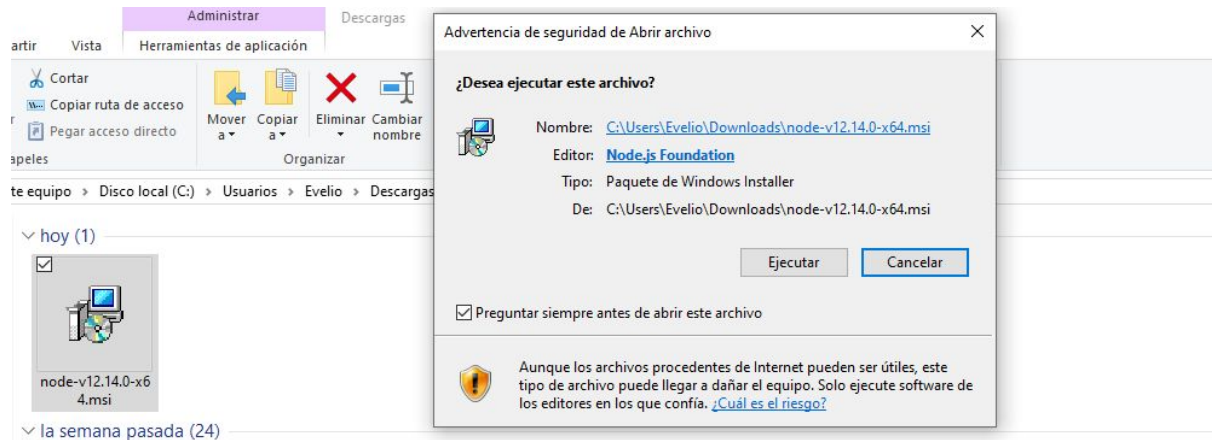 Administrar
Descargas
artir Vista Herramientas de aplicación
Cortar
Copiar ruta de acceso
Pegar acceso directo
apeles
Mover a
Copiar a
Eliminar
Cambiar nombre
Organizar
te equipo > Disco local (C:) > Usuarios > Evelio > Descargas
hoy (1)
node-v12.14.0-x6
4.msi
la semana pasada (24)
Advertencia de seguridad de Abrir archivo
¿Desea ejecutar este archivo?
Nombre: C:\Users\Evelio\Downloads\node-v12.14.0-x64.msi
Editor: Node.js Foundation
Tipo: Paquete de Windows Installer
De: C:\Users\Evelio\Downloads\node-v12.14.0-x64.msi
Ejecutar
Cancelar
Preguntar siempre antes de abrir este archivo
Aunque los archivos procedentes de Internet pueden ser útiles, este
tipo de archivo puede llegar a dañar el equipo. Solo ejecute software de
los editores en los que confía. ¿Cuál es el riesgo?